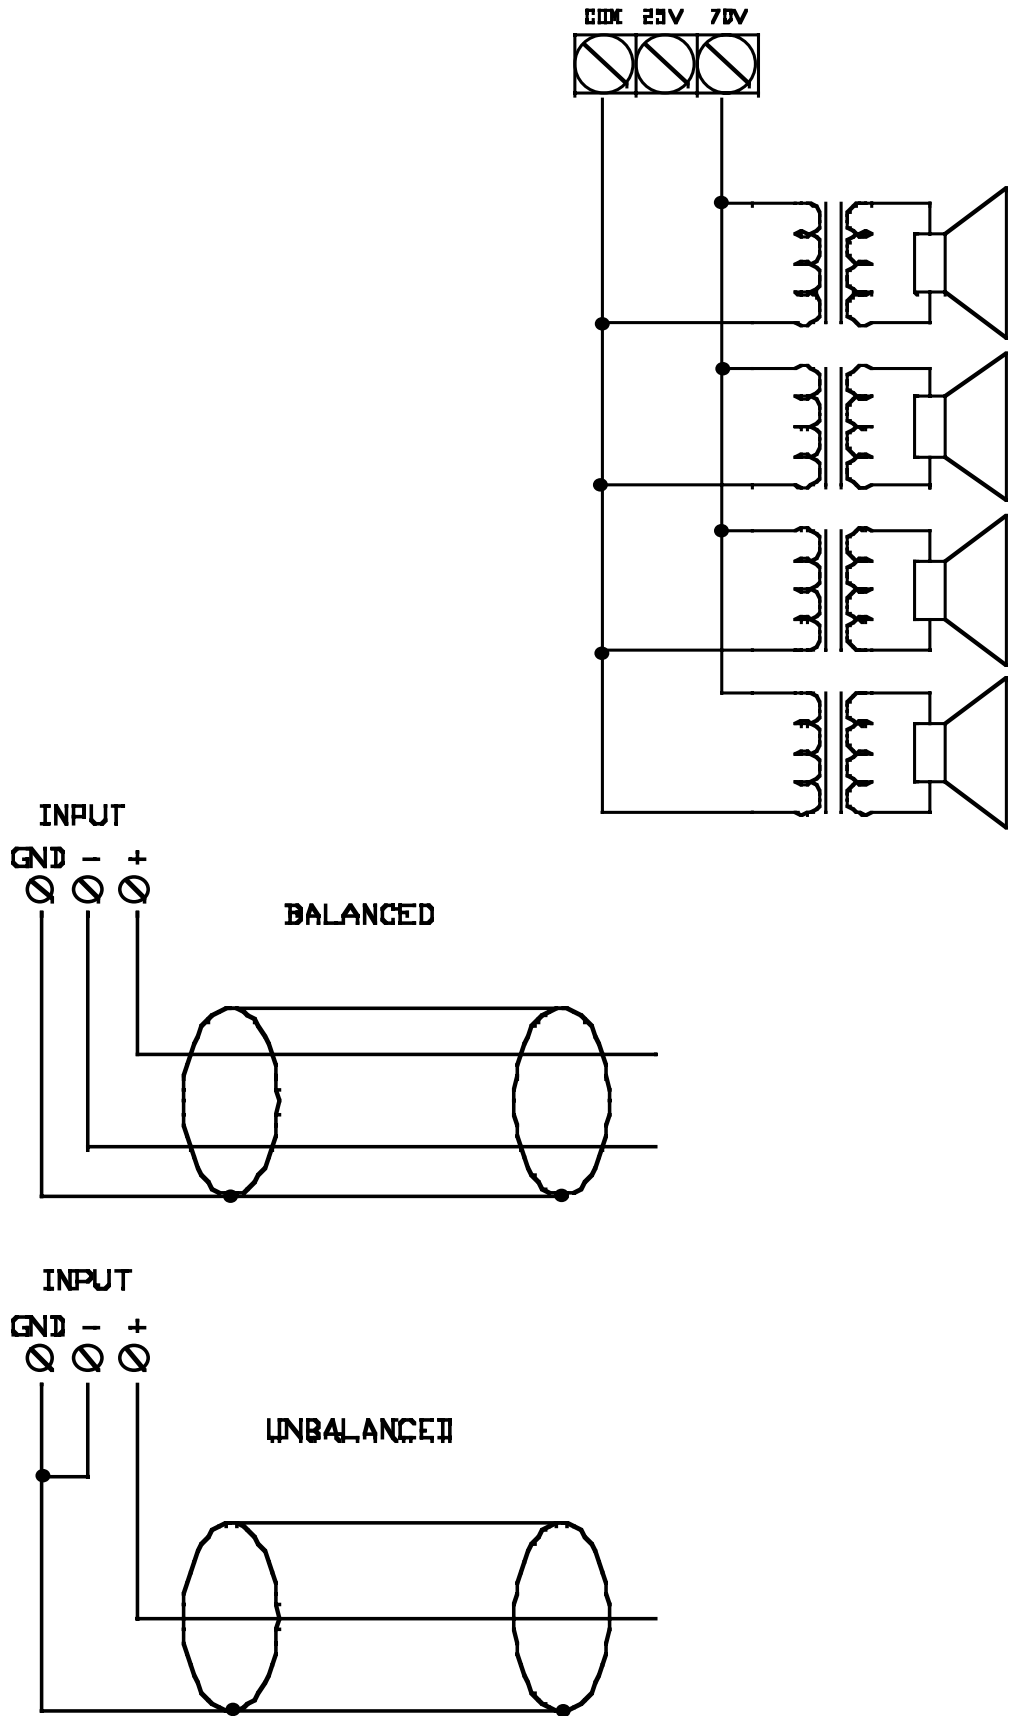 COM 25V 70V
INPUT
GND - +
BALANCED
INPUT
GND - +
UNBALANCED